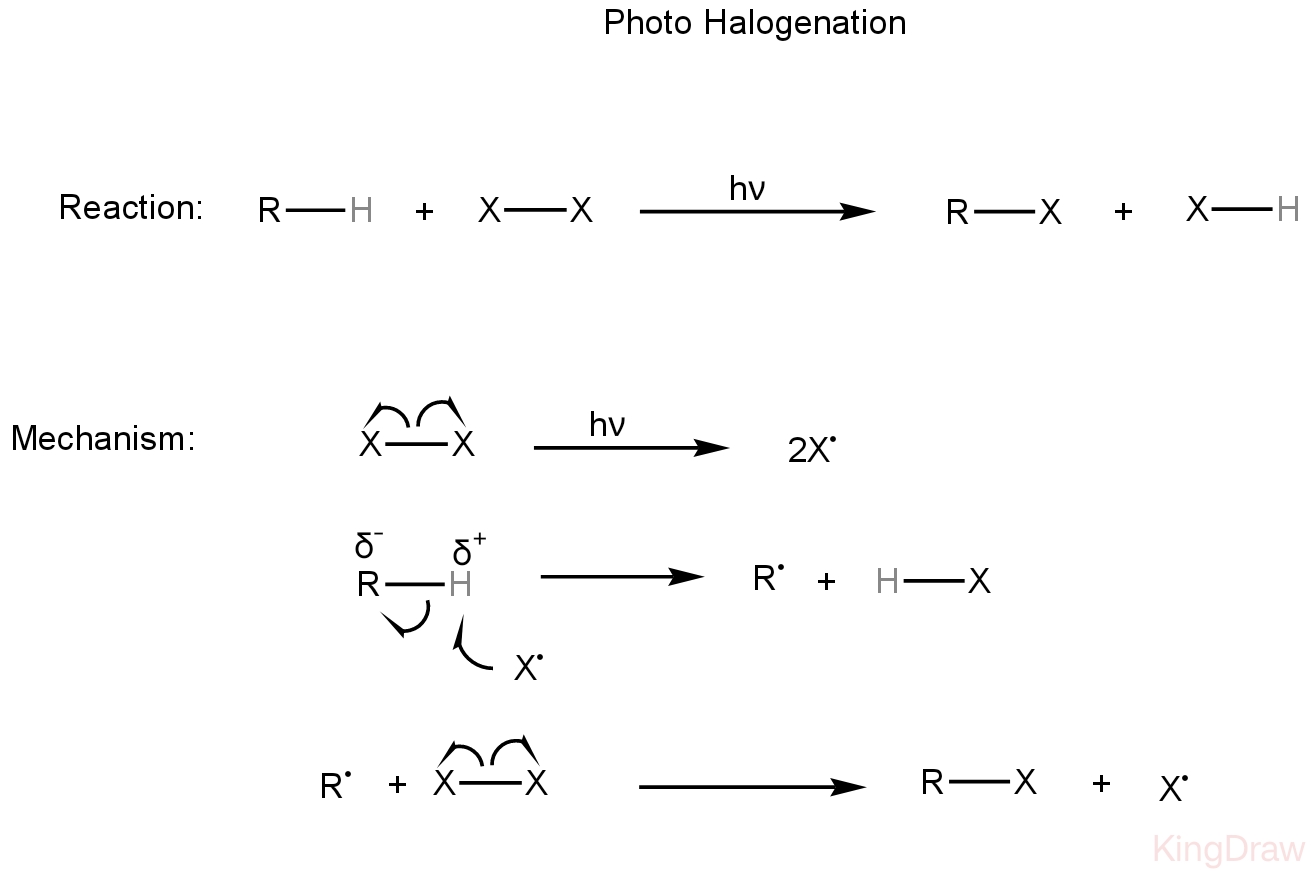 Photo Halogenation
Reaction: R—H + X—X hν R—X + X—H
Mechanism: X—X hν 2X•
δ⁻ δ⁺
R—H R• + H—X
X•
R• + X—X R—X + X•
KingDraw